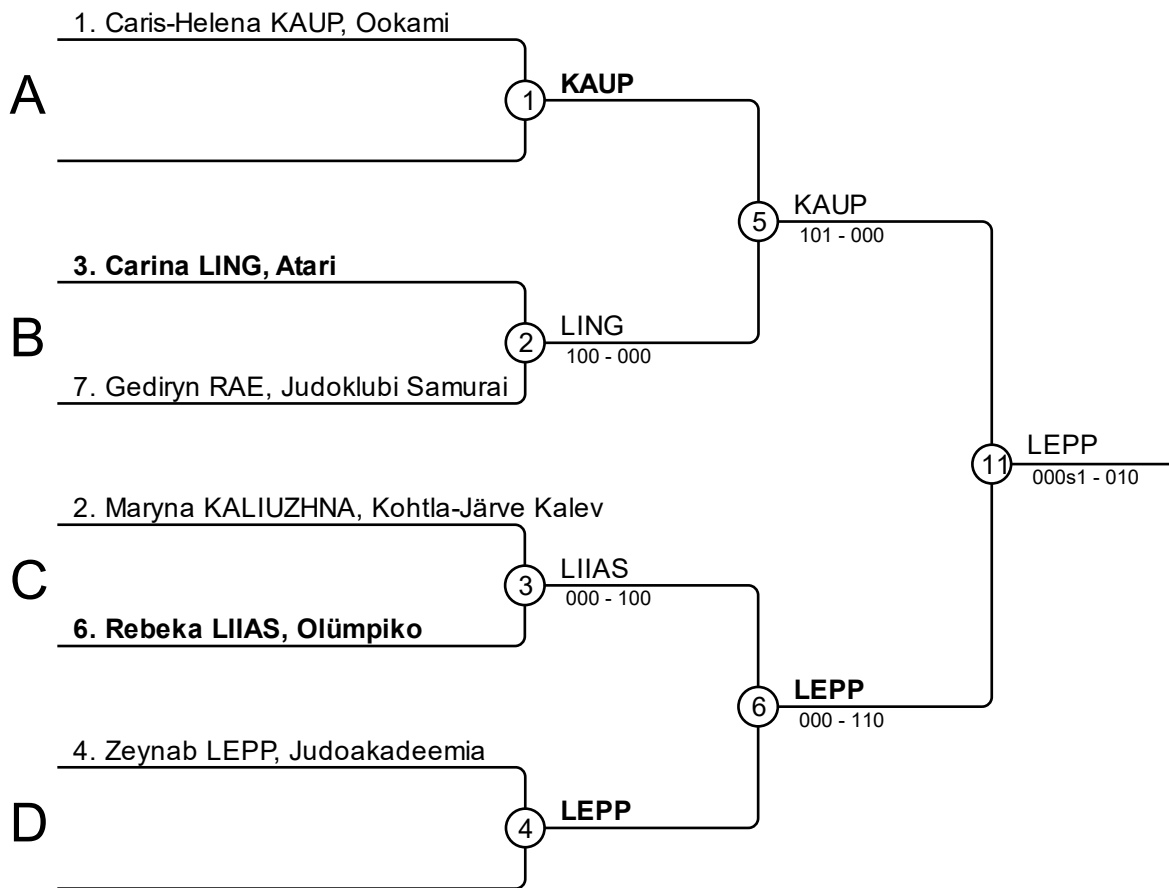 1. Caris-Helena KAUP, Ookami
A
1
KAUP
5
KAUP
101 - 000
3. Carina LING, Atari
B
2
LING
100 - 000
7. Gediryn RAE, Judoklubi Samurai
11
LEPP
000s1 - 010
2. Maryna KALIUZHNA, Kohtla-Järve Kalev
C
3
LIIAS
000 - 100
6. Rebeka LIIAS, Olümpiko
6
LEPP
000 - 110
4. Zeynab LEPP, Judoakadeemia
D
4
LEPP